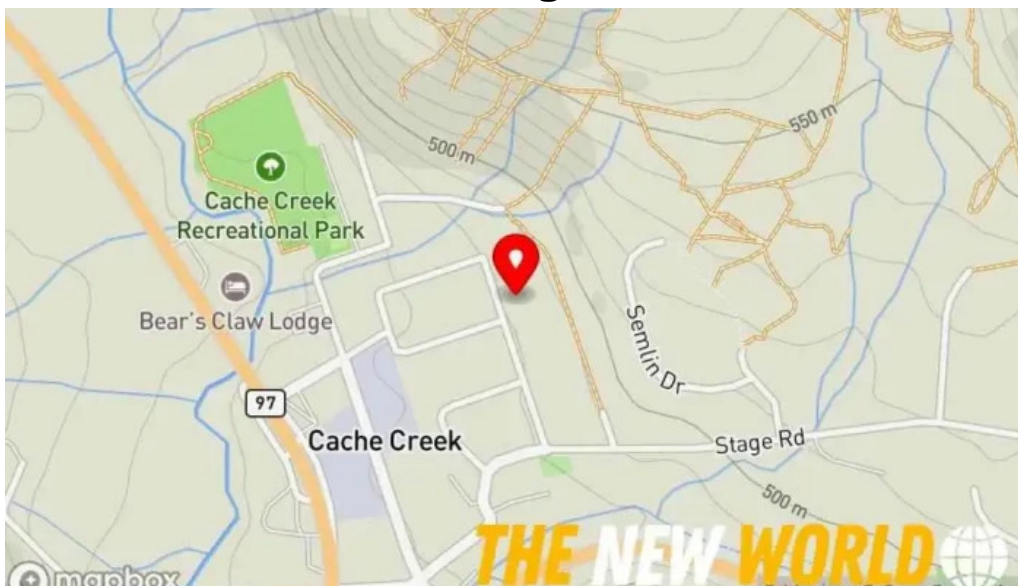 500 m
550 m
Cache Creek
Recreational Park
Bear's Claw Lodge
Semlin Dr
97
Cache Creek
Stage Rd
500 m
THE NEW WORLD
mapbox